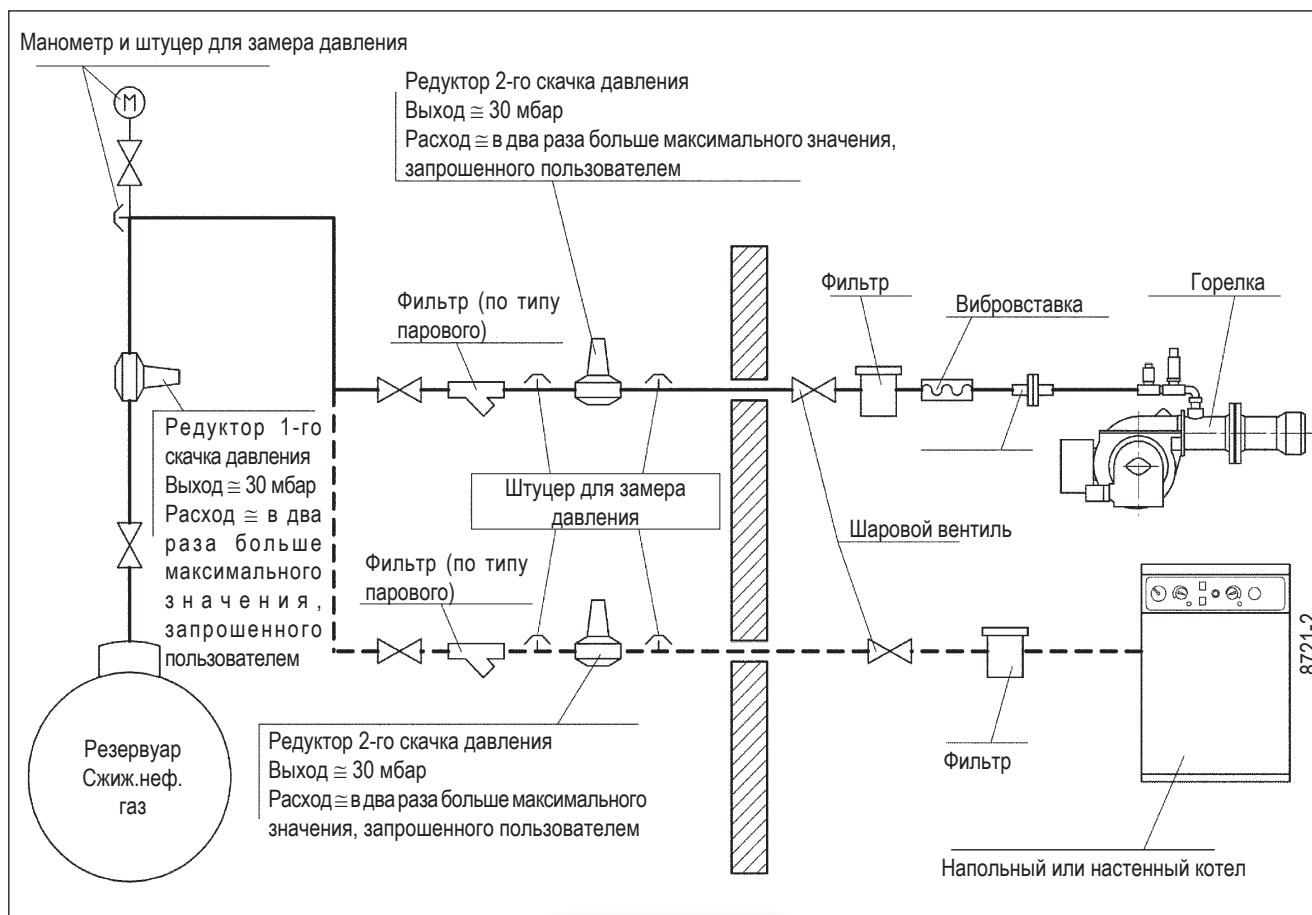 Манометр и штуцер для замера давления
M
Редуктор 2-го скачка давления
Выход ≅ 30 мбар
Расход ≅ в два раза больше максимального значения,
запрошенного пользователем
Фильтр (по типу
парового)
Фильтр
Вибровставка
Горелка
Редуктор 1-го
скачка давления
Выход ≅ 30 мбар
Расход ≅ в два
раза больше
максимального
значения,
запрошенного
пользователем
Штуцер для замера
давления
Шаровой вентиль
Фильтр (по типу
парового)
Резервуар
Сжиж.неф.
газ
Редуктор 2-го скачка давления
Выход ≅ 30 мбар
Расход ≅ в два раза больше максимального
значения, запрошенного пользователем
Фильтр
Напольный или настенный котел
8721-2